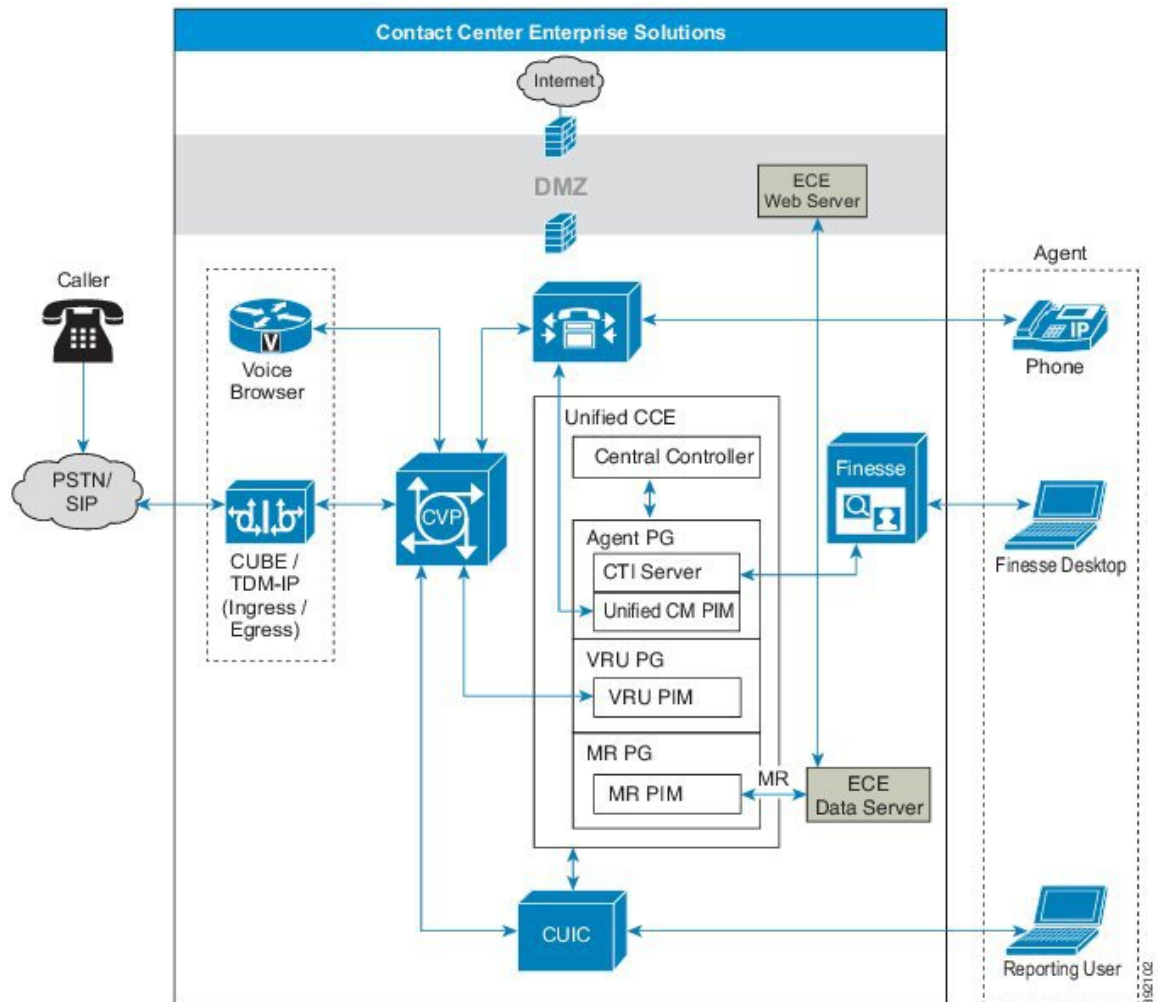 Contact Center Enterprise Solutions
Internet
DMZ
ECE
Web Server
Caller
Agent
V
Voice
Browser
IP
Phone
PSTN/
SIP
CUBE /
TDM-IP
(Ingress /
Egress)
CVP
Unified CCE
Central Controller
Agent PG
CTI Server
Unified CM PIM
VRU PG
VRU PIM
MR PG
MR PIM
MR
Finesse
Finesse Desktop
ECE
Data Server
CUIC
Reporting User